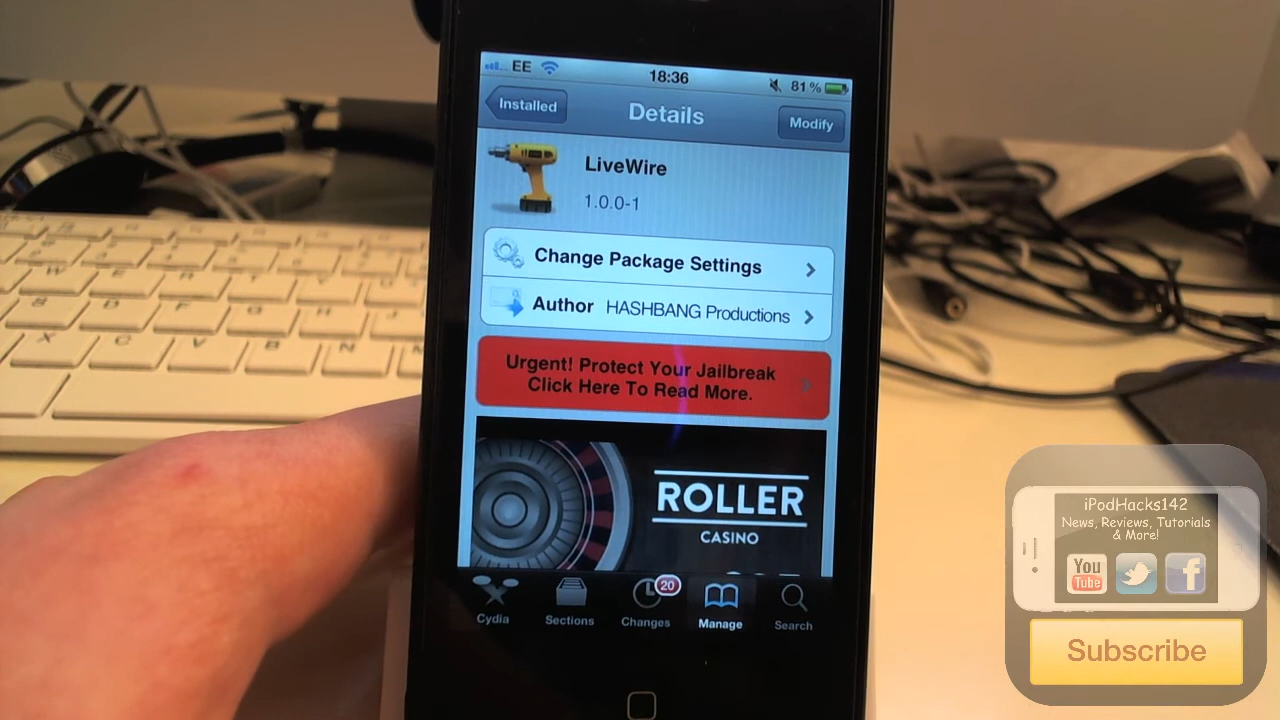 EE
18:36
81%
Installed
Details
Modify
LiveWire
1.0.0-1
Change Package Settings
Author HASHBANG Productions
Urgent! Protect Your Jailbreak
Click Here To Read More.
ROLLER
CASINO
Cydia
Sections
Changes
20
Manage
Search
iPodHacks142
News, Reviews, Tutorials
& More!
You
Tube
f
Subscribe
X
C
V
B
N
M